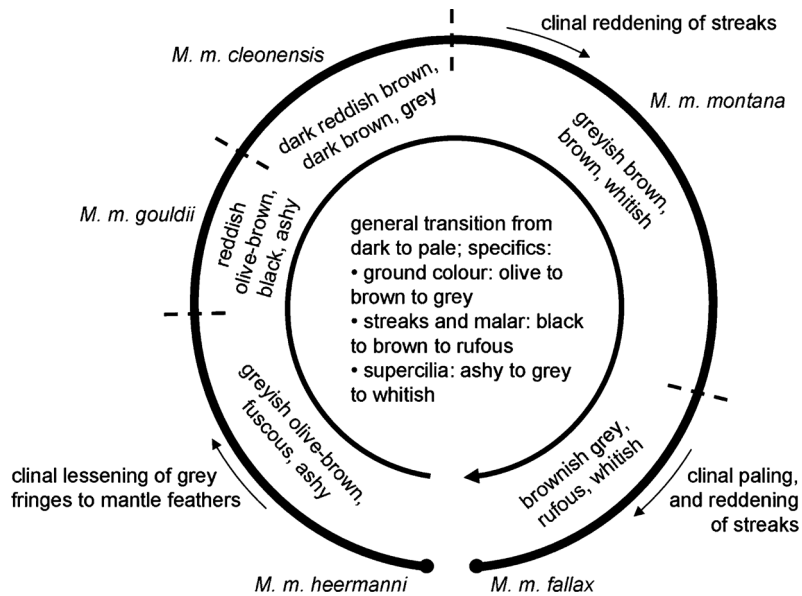 clinal reddening of streaks
M. m. cleonensis
M. m. montana
dark reddish brown,
dark brown, grey
greyish brown,
brown, whitish
M. m. gouldii
reddish
olive-brown,
black, ashy
general transition from
dark to pale; specifics:
• ground colour: olive to
brown to grey
• streaks and malar: black
to brown to rufous
• supercilia: ashy to grey
to whitish
greyish olive-brown,
fuscous, ashy
brownish grey,
rufous, whitish
clinal lessening of grey
fringes to mantle feathers
clinal paling,
and reddening
of streaks
M. m. heermanni
M. m. fallax